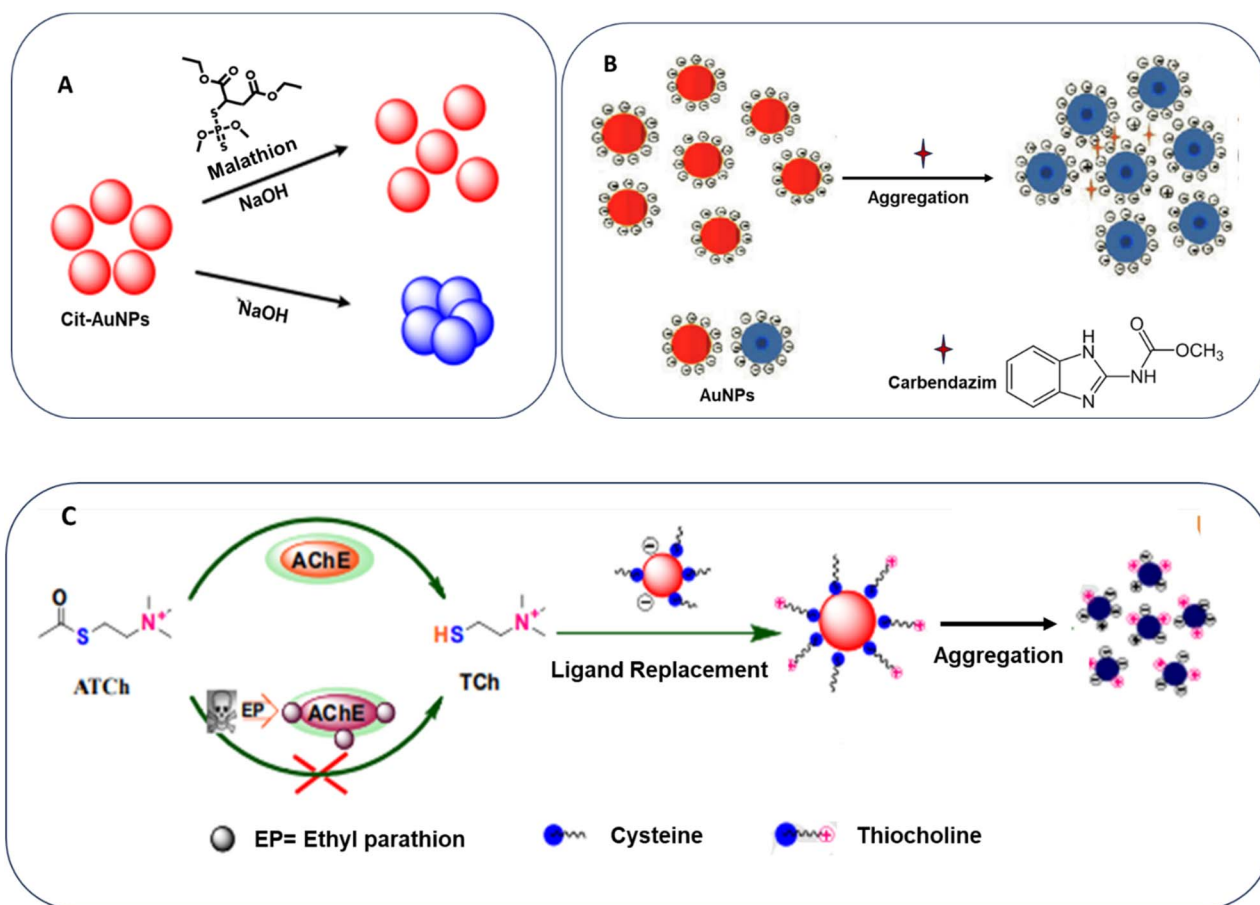 A
Malathion
NaOH
NaOH
Cit-AuNPs
B
Aggregation
AuNPs
Carbendazim
H
N
O
OCH3
N
H
N
C
AChE
O
S
N+
ATCh
HS
N+
TCh
EP
AChE
Ligand Replacement
Aggregation
EP= Ethyl parathion
Cysteine
Thiocholine